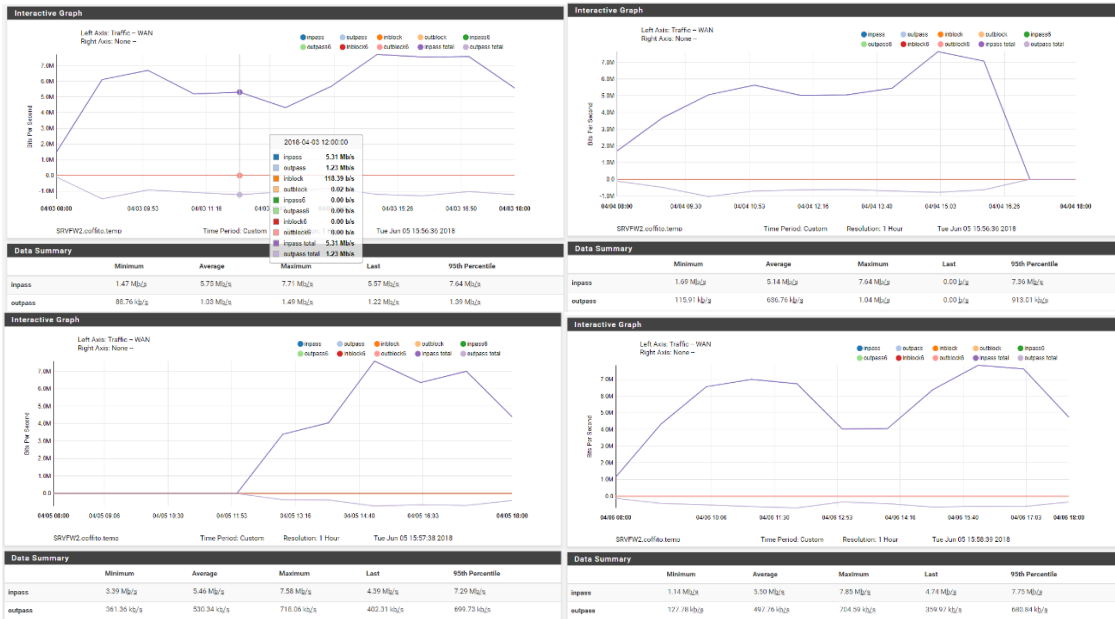 Interactive Graph
Left Axis: Traffic – WAN
Right Axis: None –
inpass outpass inblock outblock inpass6
outpass6 inblock6 outblock6 inpass total outpass total
Bits Per Second
7.0M
6.0M
5.0M
4.0M
3.0M
2.0M
1.0M
0.0
-1.0M
2018-04-03 12:00:00
inpass 5.31 Mb/s
outpass 1.23 Mb/s
inblock 118.39 b/s
outblock 0.02 b/s
inpass6 0.00 b/s
outpass6 0.00 b/s
inblock6 0.00 b/s
outblock6 0.00 b/s
inpass total 5.31 Mb/s
outpass total 1.23 Mb/s
04/03 08:00 04/03 09:53 04/03 11:16 04/03 15:26 04/03 16:50 04/03 18:00
SRVFW2.coffito.temp Time Period: Custom Resolution: 1 Hour Tue Jun 05 15:56:36 2018
Data Summary
Minimum Average Maximum Last 95th Percentile
inpass 1.47 Mb/s 5.75 Mb/s 7.71 Mb/s 5.57 Mb/s 7.64 Mb/s
outpass 88.76 kb/s 1.03 Mb/s 1.49 Mb/s 1.22 Mb/s 1.39 Mb/s
Interactive Graph
Left Axis: Traffic – WAN
Right Axis: None –
inpass outpass inblock outblock inpass6
outpass6 inblock6 outblock6 inpass total outpass total
Bits Per Second
7.0M
6.0M
5.0M
4.0M
3.0M
2.0M
1.0M
0.0
-1.0M
04/04 08:00 04/04 09:30 04/04 10:53 04/04 12:16 04/04 13:40 04/04 15:03 04/04 16:26 04/04 18:00
SRVFW2.coffito.temp Time Period: Custom Resolution: 1 Hour Tue Jun 05 15:56:36 2018
Data Summary
Minimum Average Maximum Last 95th Percentile
inpass 1.69 Mb/s 5.14 Mb/s 7.64 Mb/s 0.00 b/s 7.36 Mb/s
outpass 115.91 kb/s 636.76 kb/s 1.04 Mb/s 0.00 b/s 913.01 kb/s
Interactive Graph
Left Axis: Traffic – WAN
Right Axis: None –
inpass outpass inblock outblock inpass6
outpass6 inblock6 outblock6 inpass total outpass total
Bits Per Second
7.0M
6.0M
5.0M
4.0M
3.0M
2.0M
1.0M
0.0
04/05 08:00 04/05 09:06 04/05 10:30 04/05 11:53 04/05 13:16 04/05 14:40 04/05 18:00
SRVFW2.coffito.temp Time Period: Custom Resolution: 1 Hour Tue Jun 05 15:57:38 2018
Data Summary
Minimum Average Maximum Last 95th Percentile
inpass 3.39 Mb/s 5.46 Mb/s 7.58 Mb/s 4.39 Mb/s 7.29 Mb/s
outpass 361.36 kb/s 530.34 kb/s 718.06 kb/s 402.31 kb/s 699.73 kb/s
Interactive Graph
Left Axis: Traffic – WAN
Right Axis: None –
inpass outpass inblock outblock inpass6
outpass6 inblock6 outblock6 inpass total outpass total
Bits Per Second
7.0M
6.0M
5.0M
4.0M
3.0M
2.0M
1.0M
0.0
04/06 08:00 04/06 10:06 04/06 11:30 04/06 12:53 04/06 14:16 04/06 15:40 04/06 17:03 04/06 18:00
SRVFW2.coffito.temp Time Period: Custom Resolution: 1 Hour Tue Jun 05 15:58:39 2018
Data Summary
Minimum Average Maximum Last 95th Percentile
inpass 1.14 Mb/s 7.85 Mb/s 4.74 Mb/s 7.75 Mb/s
outpass 127.78 kb/s 497.76 kb/s 704.59 kb/s 359.97 kb/s 680.84 kb/s